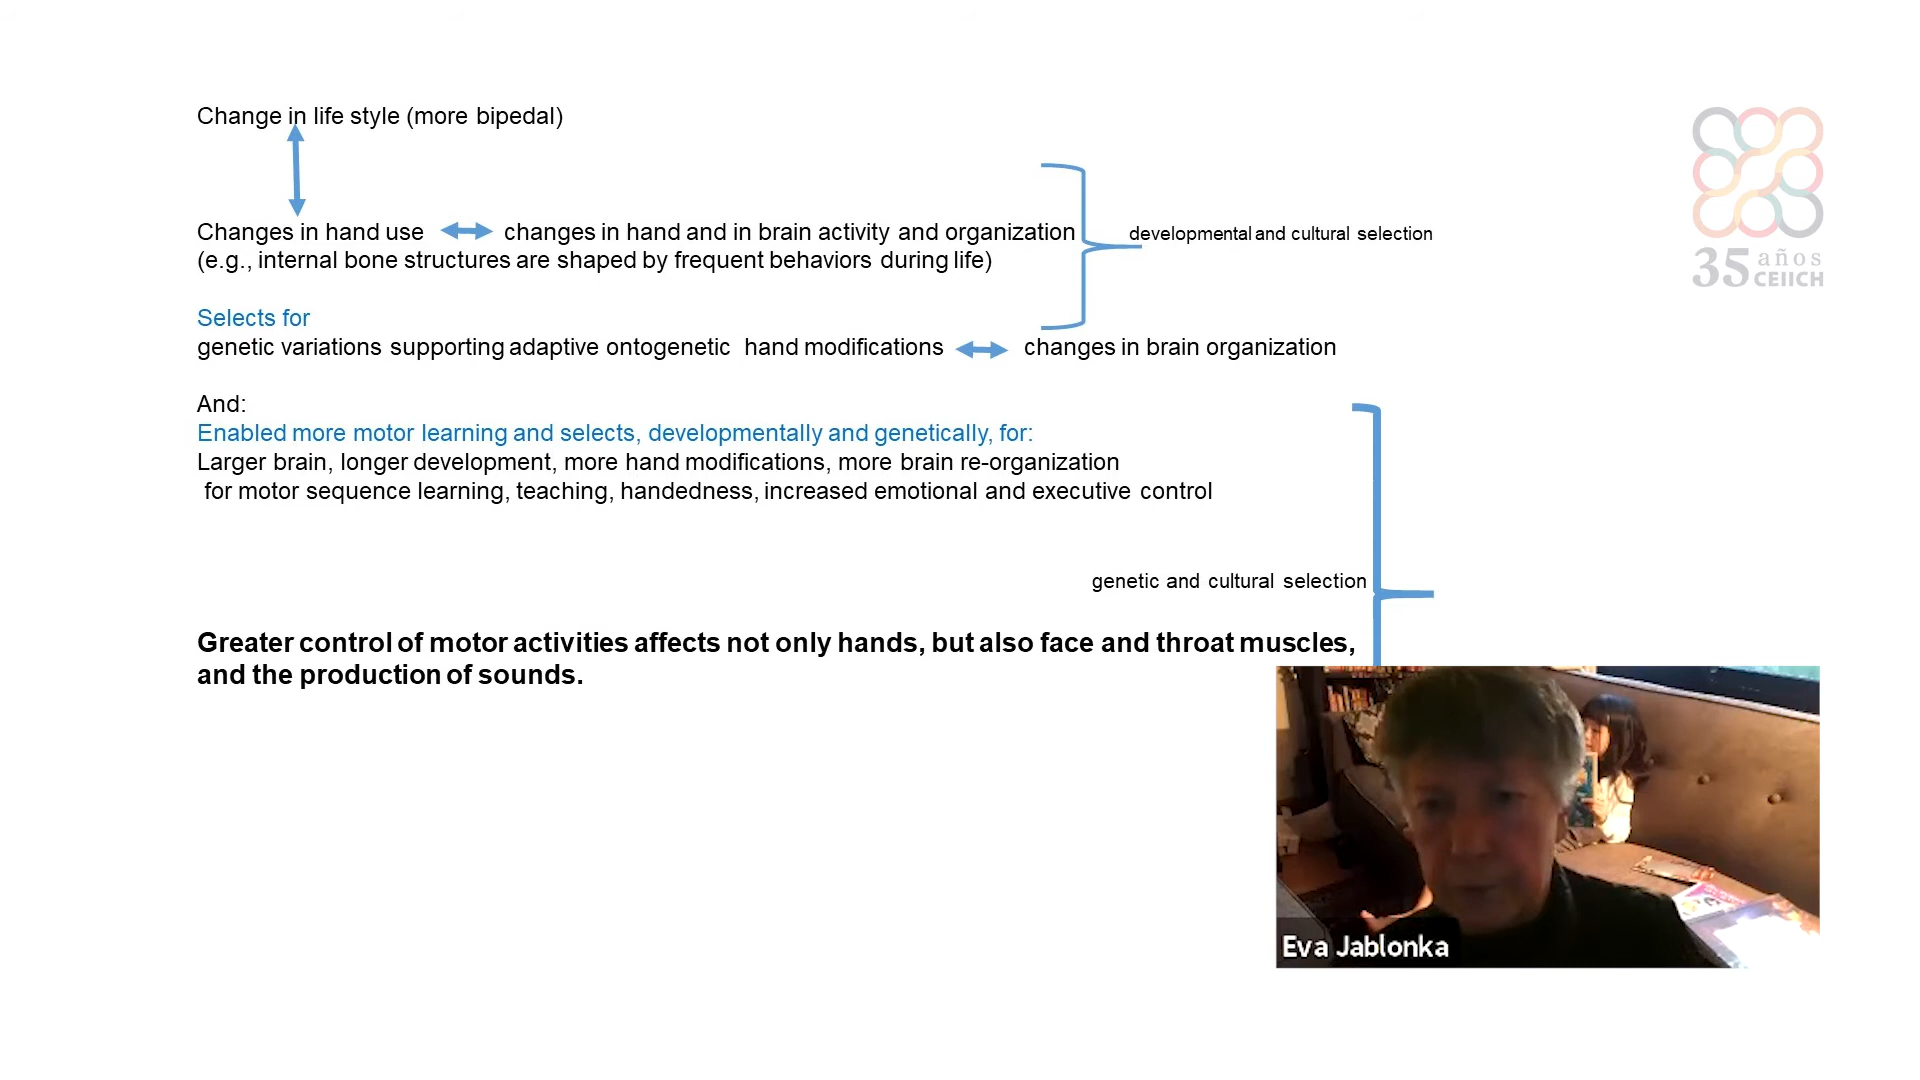 Change in life style (more bipedal)
Changes in hand use changes in hand and in brain activity and organization
(e.g., internal bone structures are shaped by frequent behaviors during life)
developmental and cultural selection
Selects for
genetic variations supporting adaptive ontogenetic hand modifications changes in brain organization
And:
Enabled more motor learning and selects, developmentally and genetically, for:
Larger brain, longer development, more hand modifications, more brain re-organization
for motor sequence learning, teaching, handedness, increased emotional and executive control
genetic and cultural selection
Greater control of motor activities affects not only hands, but also face and throat muscles,
and the production of sounds.
35 años
CEIICH
Eva Jablonka